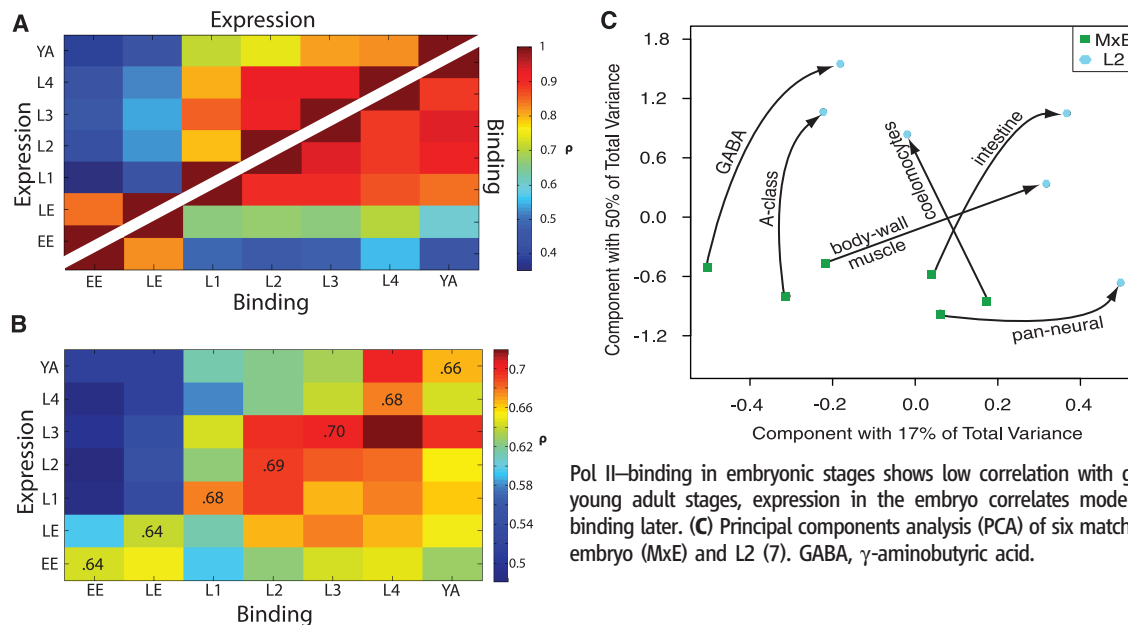 A
Expression
YA
L4
L3
L2
L1
LE
EE
Expression
Binding
EE LE L1 L2 L3 L4 YA
Binding
1
0.9
0.8
0.7
0.6
0.5
0.4
ρ
B
YA
L4
L3
L2
L1
LE
EE
Expression
.66
.68
.70
.69
.68
.64
.64
EE LE L1 L2 L3 L4 YA
Binding
0.7
0.66
0.62
0.58
0.54
0.5
ρ
C
1.8
1.2
0.6
0.0
-0.6
-1.2
Component with 50% of Total Variance
MxE
L2
GABA
A-class
coelomocytes
intestine
body-wall
muscle
pan-neural
-0.4 -0.2 0.0 0.2 0.4
Component with 17% of Total Variance
Pol II–binding in embryonic stages shows low correlation with g
young adult stages, expression in the embryo correlates mode
binding later. (C) Principal components analysis (PCA) of six match
embryo (MxE) and L2 (7). GABA, γ-aminobutyric acid.